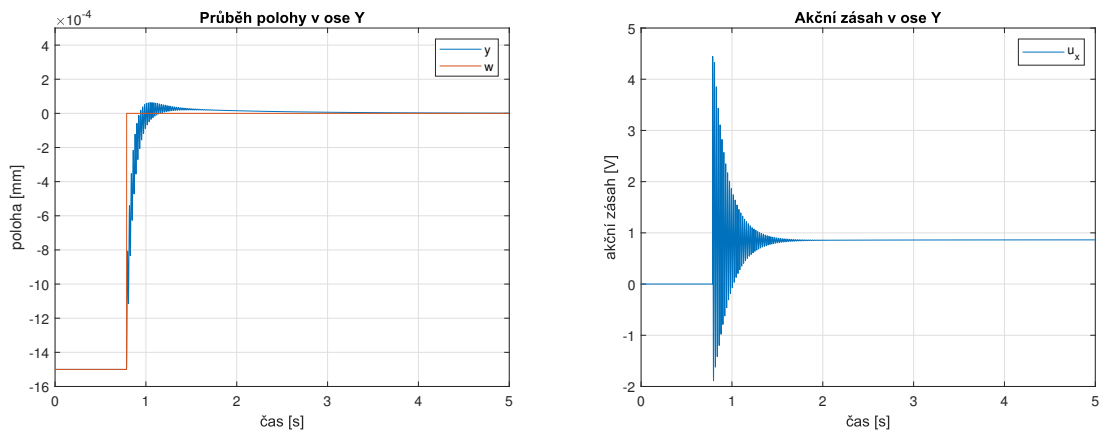 Průběh polohy v ose Y
×10-4
4
2
0
-2
-4
-6
-8
-10
-12
-14
-16
poloha [mm]
0 1 2 3 4 5
čas [s]
y
w
Akční zásah v ose Y
5
4
3
2
1
0
-1
-2
akční zásah [V]
0 1 2 3 4 5
čas [s]
ux